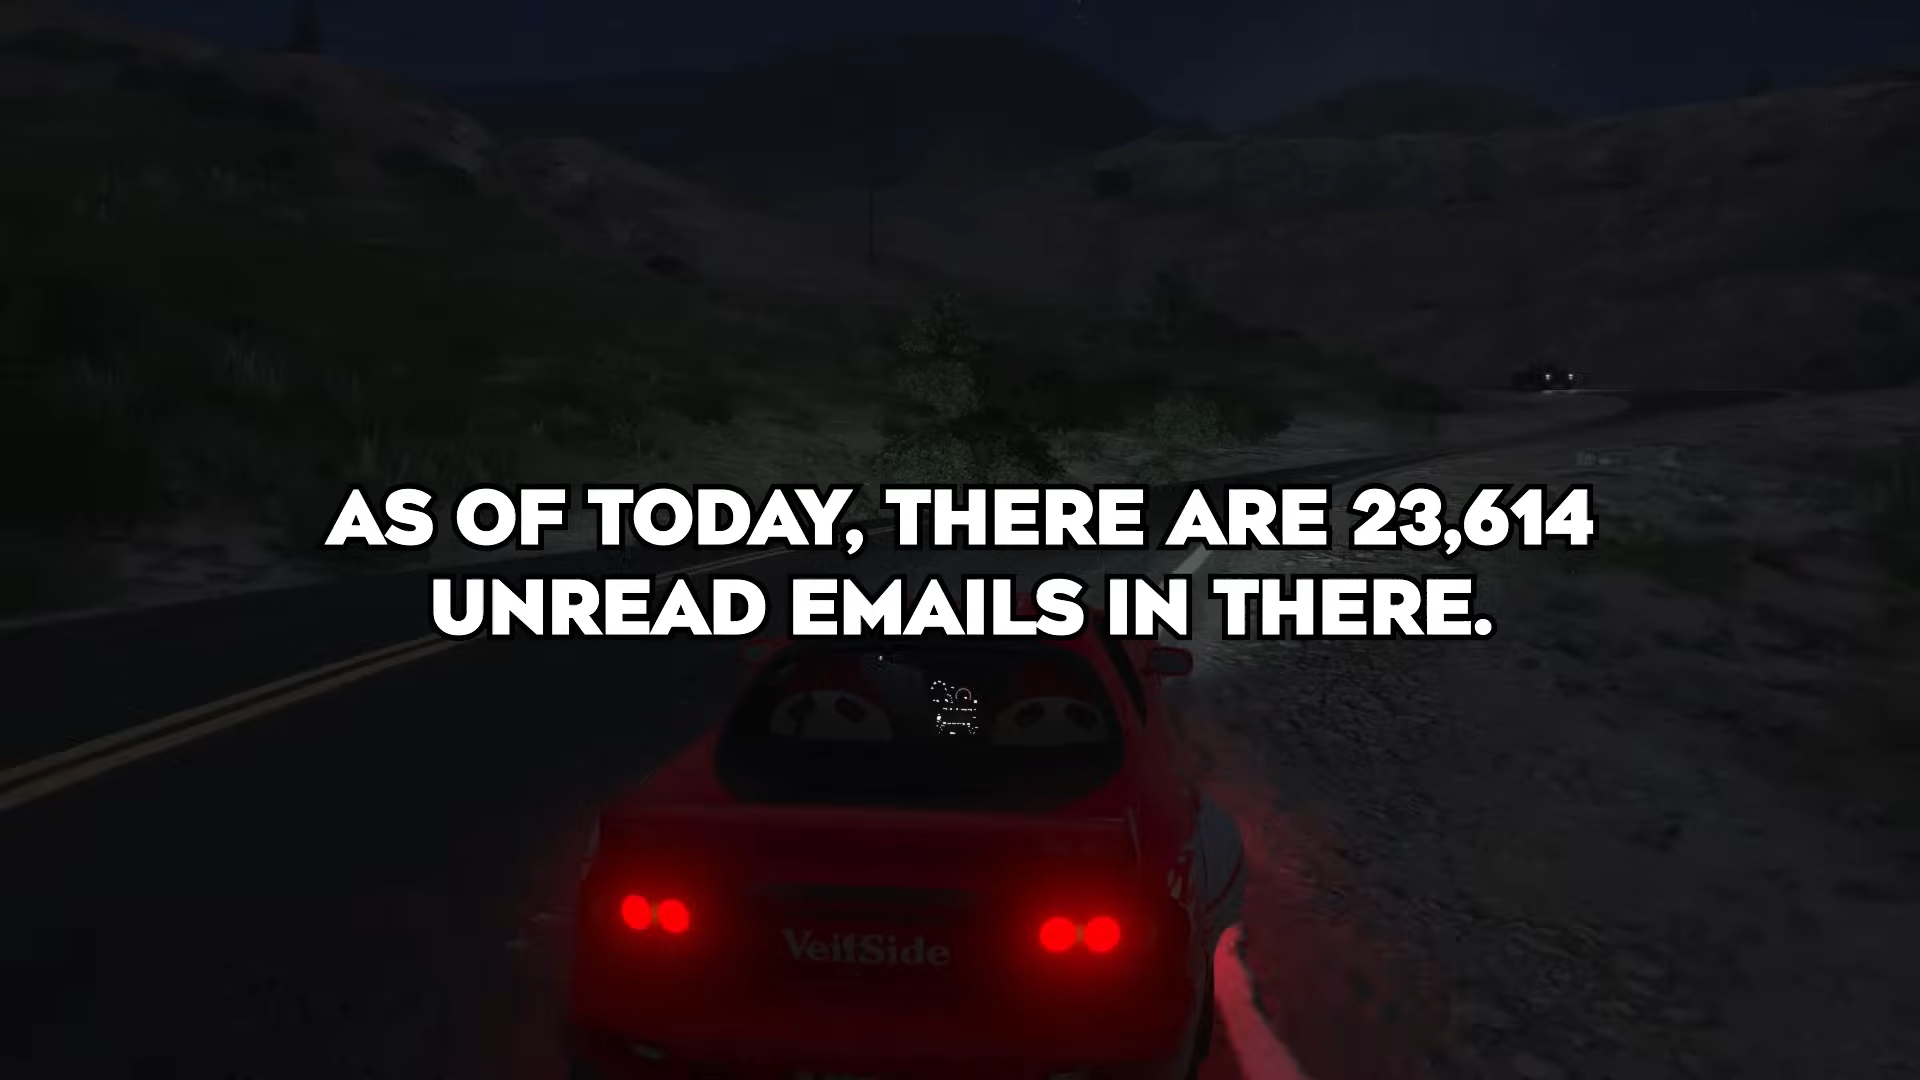 AS OF TODAY, THERE ARE 23,614
UNREAD EMAILS IN THERE.
VeilSide